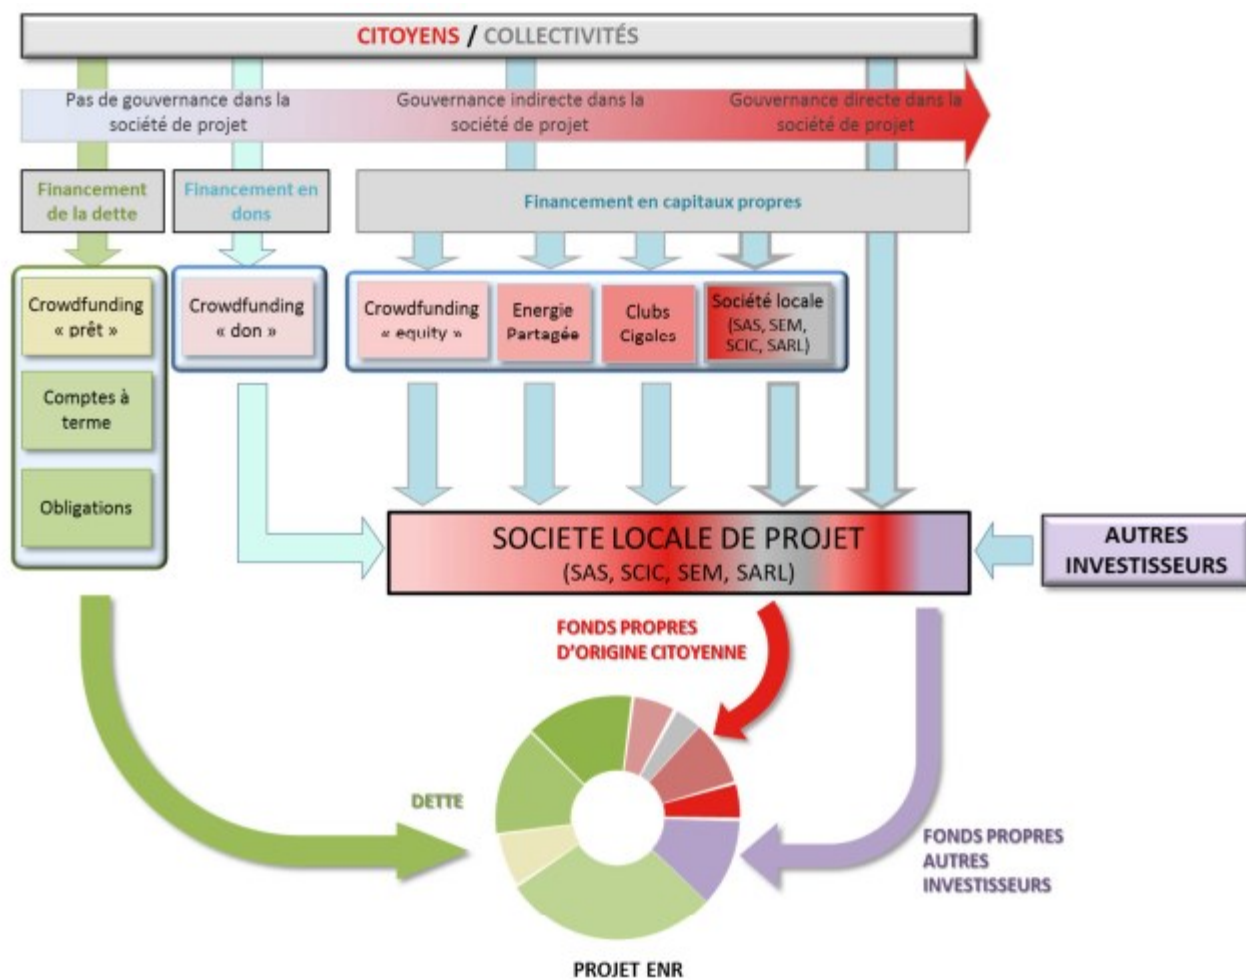 CITOYENS / COLLECTIVITÉS
Pas de gouvernance dans la
société de projet
Gouvernance indirecte dans la
société de projet
Gouvernance directe dans la
société de projet
Financement
de la dette
Financement en
dons
Financement en capitaux propres
Crowdfunding
« prêt »
Comptes à
terme
Obligations
Crowdfunding
« don »
Crowdfunding
« equity »
Energie
Partagée
Clubs
Cigales
Société locale
(SAS, SEM,
SCIC, SARL)
SOCIETE LOCALE DE PROJET
(SAS, SCIC, SEM, SARL)
AUTRES
INVESTISSEURS
FONDS PROPRES
D'ORIGINE CITOYENNE
DETTE
FONDS PROPRES
AUTRES
INVESTISSEURS
PROJET ENR